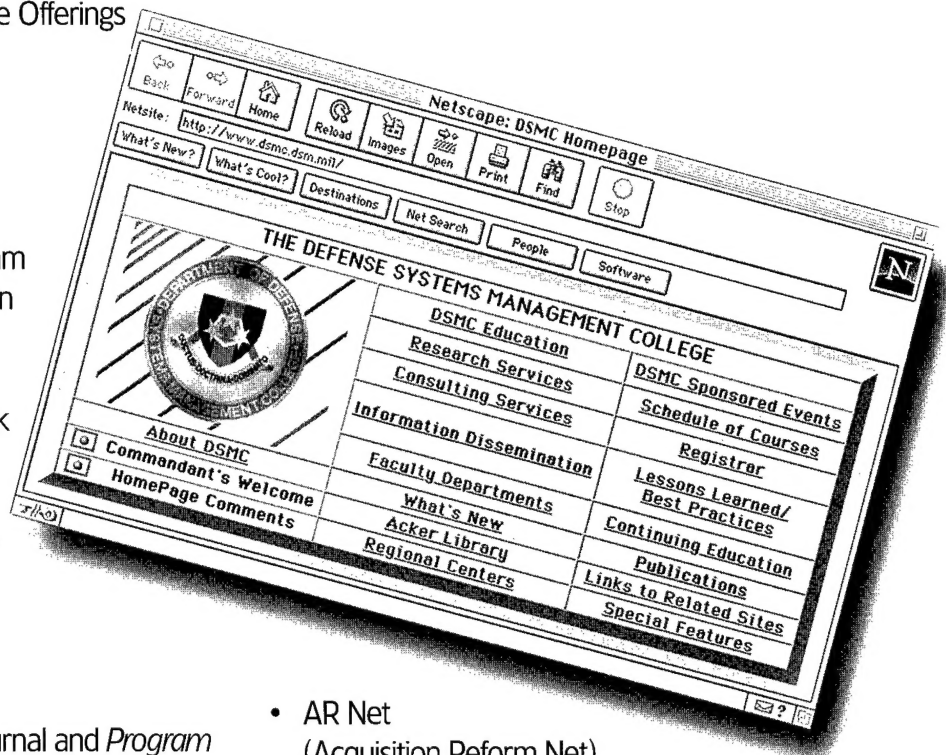 e Offerings
Netscape: DSMC Homepage
Back Forward Home Reload Images Open Print Find Stop
Netsite: http://www.dsmc.dsm.mil/
What's New? What's Cool? Destinations Net Search People Software
N
THE DEFENSE SYSTEMS MANAGEMENT COLLEGE
DEPARTMENT OF DEFENSE
MANAGEMENT COLLEGE
About DSMC
Commandant's Welcome
HomePage Comments
DSMC Education
Research Services
Consulting Services
Information Dissemination
Faculty Departments
What's New
Acker Library
Regional Centers
DSMC Sponsored Events
Schedule of Courses
Registrar
Lessons Learned/
Best Practices
Continuing Education
Publications
Links to Related Sites
Special Features
?
am
n
k
urnal and Program
• AR Net
(Acquisition Reform Net)